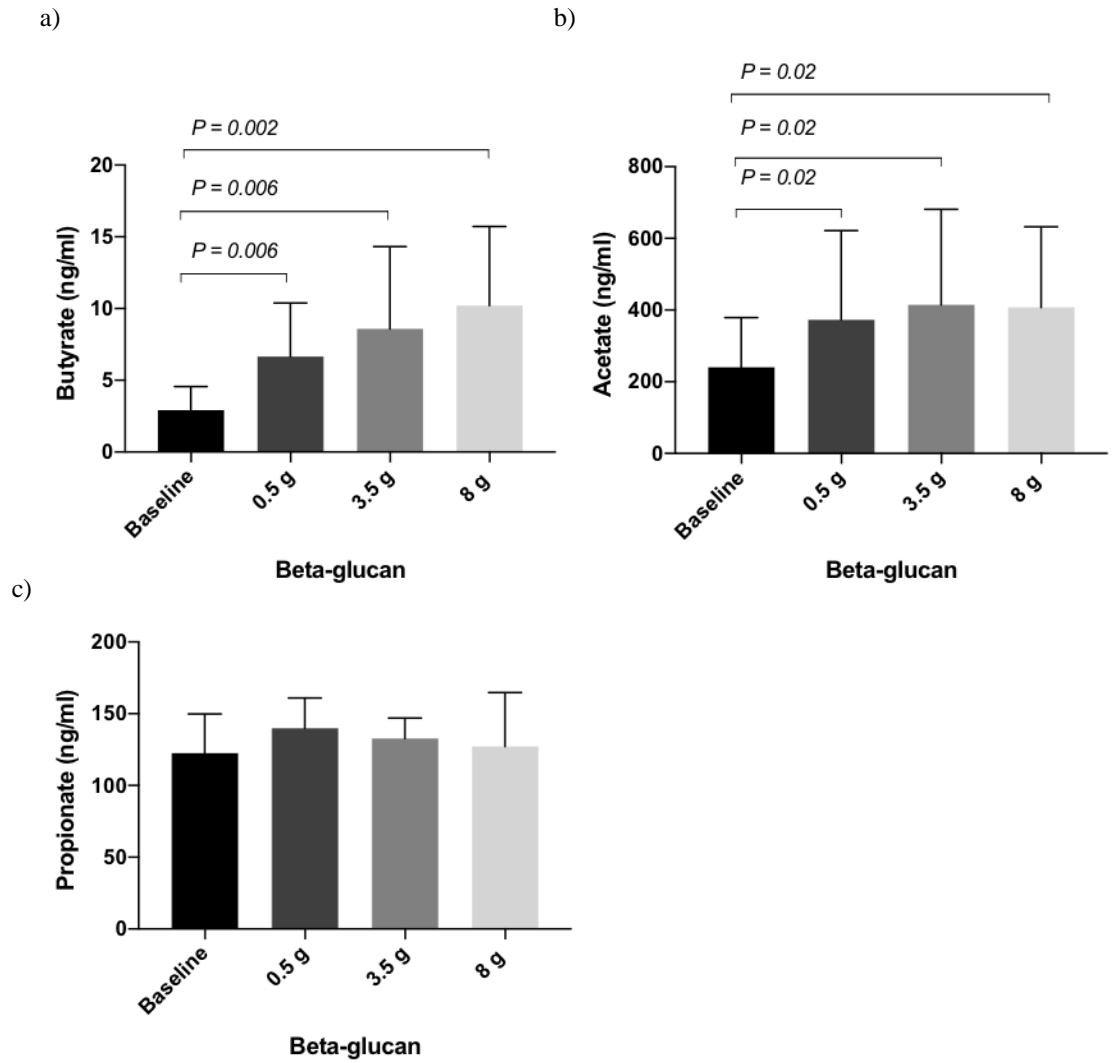 a)
P = 0.002
P = 0.006
P = 0.006
20
15
10
5
0
Butyrate (ng/ml)
Baseline
0.5 g
3.5 g
8 g
Beta-glucan
b)
P = 0.02
P = 0.02
P = 0.02
800
600
400
200
0
Acetate (ng/ml)
Baseline
0.5 g
3.5 g
8 g
Beta-glucan
c)
200
150
100
50
0
Propionate (ng/ml)
Baseline
0.5 g
3.5 g
8 g
Beta-glucan